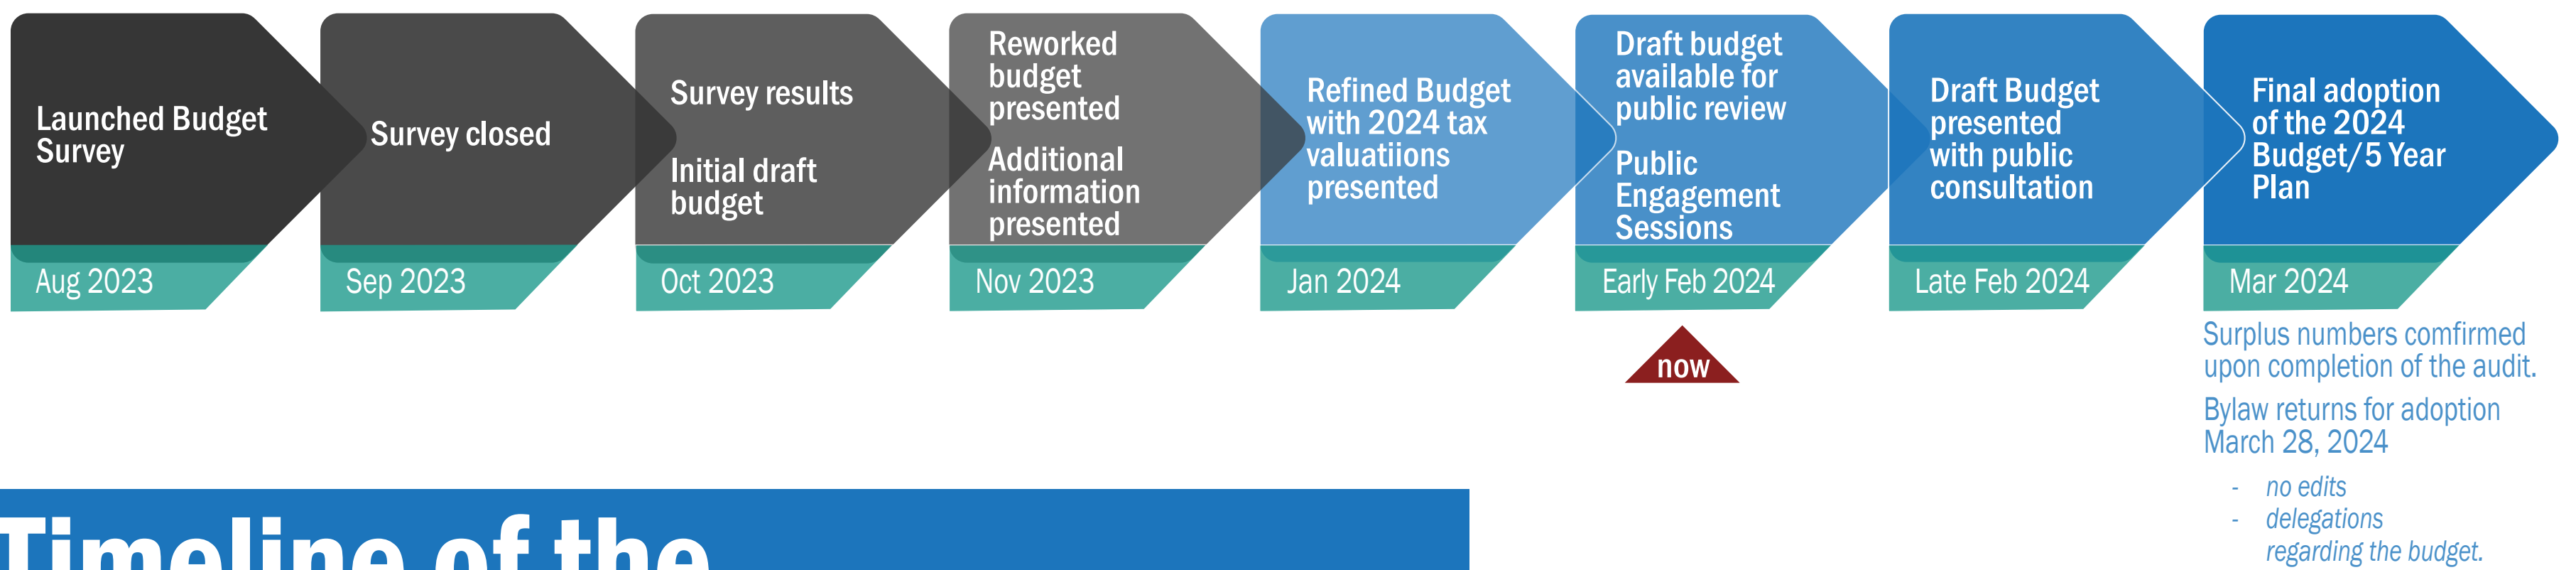 Launched Budget
Survey
Aug 2023
Survey closed
Sep 2023
Survey results
Initial draft
budget
Oct 2023
Reworked
budget
presented
Additional
information
presented
Nov 2023
Refined Budget
with 2024 tax
valuatiions
presented
Jan 2024
Draft budget
available for
public review
Public
Engagement
Sessions
Early Feb 2024
now
Draft Budget
presented
with public
consultation
Late Feb 2024
Final adoption
of the 2024
Budget/5 Year
Plan
Mar 2024
Surplus numbers comfirmed
upon completion of the audit.
Bylaw returns for adoption
March 28, 2024
- no edits
- delegations
regarding the budget.
Timeline of the